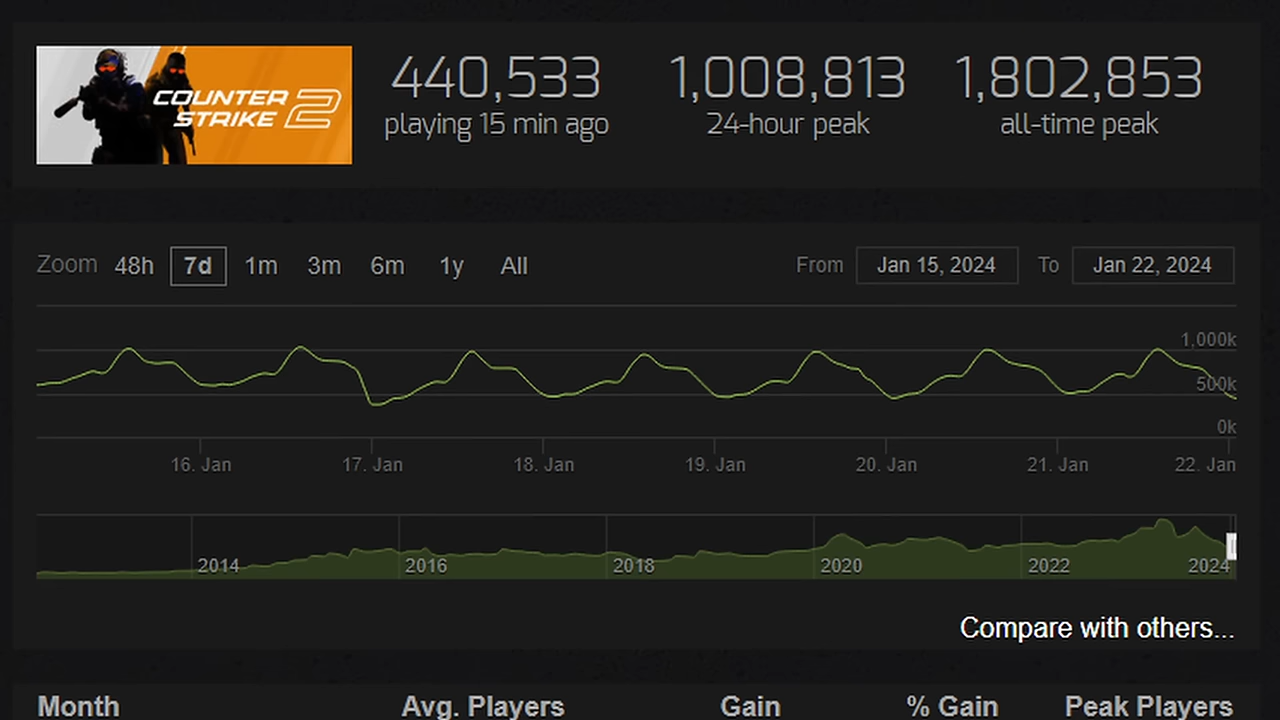 COUNTER
STRIKE 2
440,533
playing 15 min ago
1,008,813
24-hour peak
1,802,853
all-time peak
Zoom 48h 7d 1m 3m 6m 1y All
From Jan 15, 2024 To Jan 22, 2024
1,000k
500k
0k
16. Jan 17. Jan 18. Jan 19. Jan 20. Jan 21. Jan 22. Jan
2014 2016 2018 2020 2022 2024
Compare with others...
Month Avg. Players Gain % Gain Peak Players